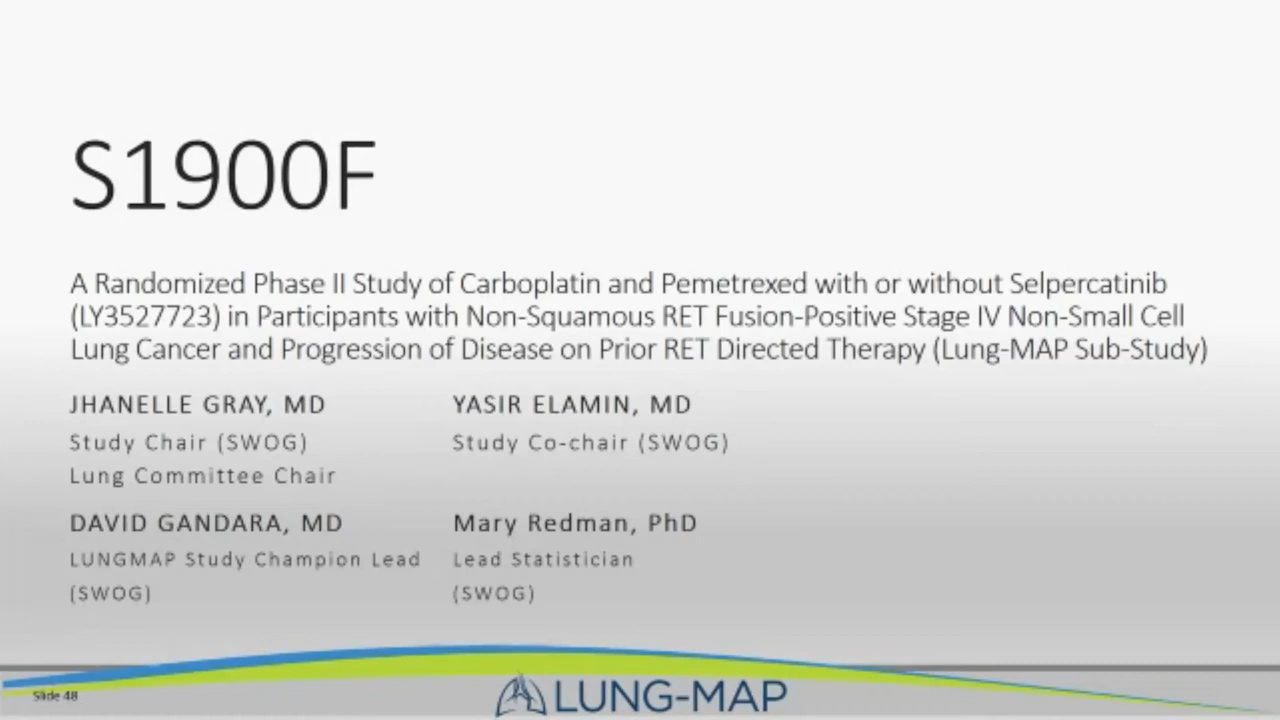 S1900F
A Randomized Phase II Study of Carboplatin and Pemetrexed with or without Selpercatinib
(LY3527723) in Participants with Non-Squamous RET Fusion-Positive Stage IV Non-Small Cell
Lung Cancer and Progression of Disease on Prior RET Directed Therapy (Lung-MAP Sub-Study)
JHANELLE GRAY, MD
Study Chair (SWOG)
Lung Committee Chair
YASIR ELAMIN, MD
Study Co-chair (SWOG)
DAVID GANDARA, MD
LUNGMAP Study Champion Lead
(SWOG)
Mary Redman, PhD
Lead Statistician
(SWOG)
Slide 48
LUNG-MAP